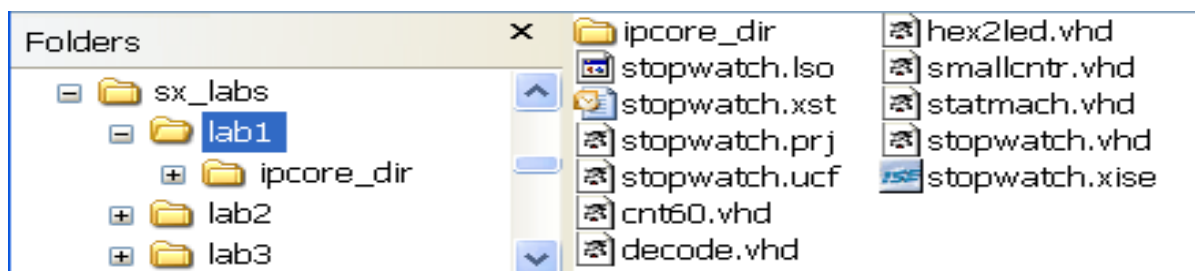 Folders
sx_labs
lab1
ipcore_dir
lab2
lab3
ipcore_dir
stopwatch.lso
stopwatch.xst
stopwatch.prj
stopwatch.ucf
cnt60.vhd
decode.vhd
hex2led.vhd
smallcntr.vhd
statmach.vhd
stopwatch.vhd
ISE stopwatch.xise